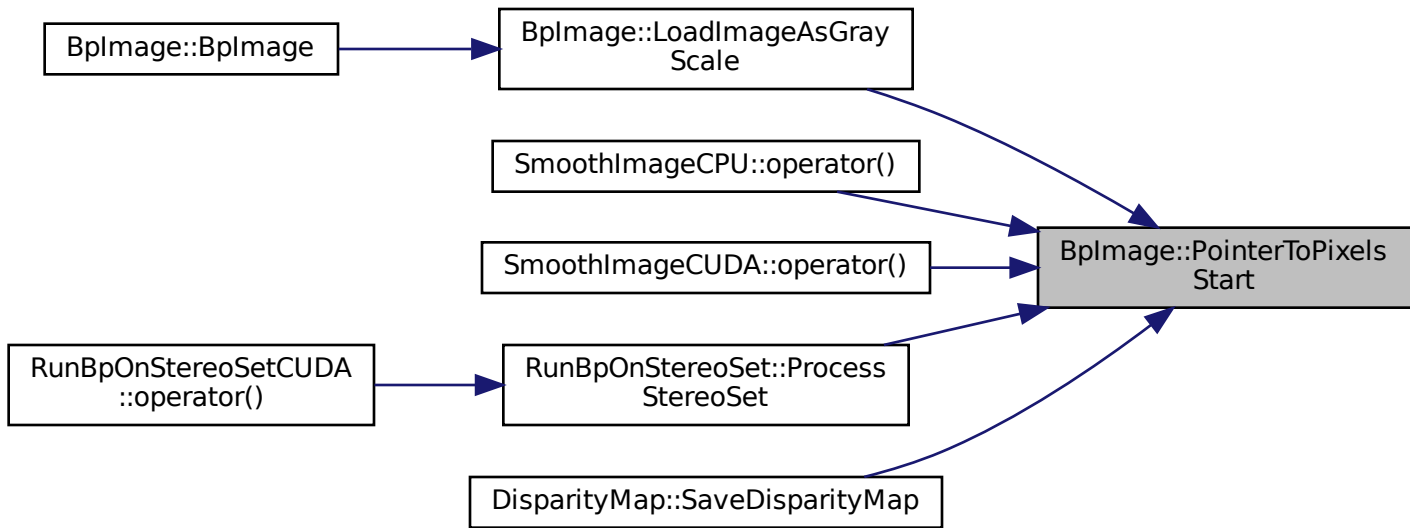 BpImage::BpImage
BpImage::LoadImageAsGray
Scale
SmoothImageCPU::operator()
SmoothImageCUDA::operator()
BpImage::PointerToPixels
Start
RunBpOnStereoSetCUDA
::operator()
RunBpOnStereoSet::Process
StereoSet
DisparityMap::SaveDisparityMap